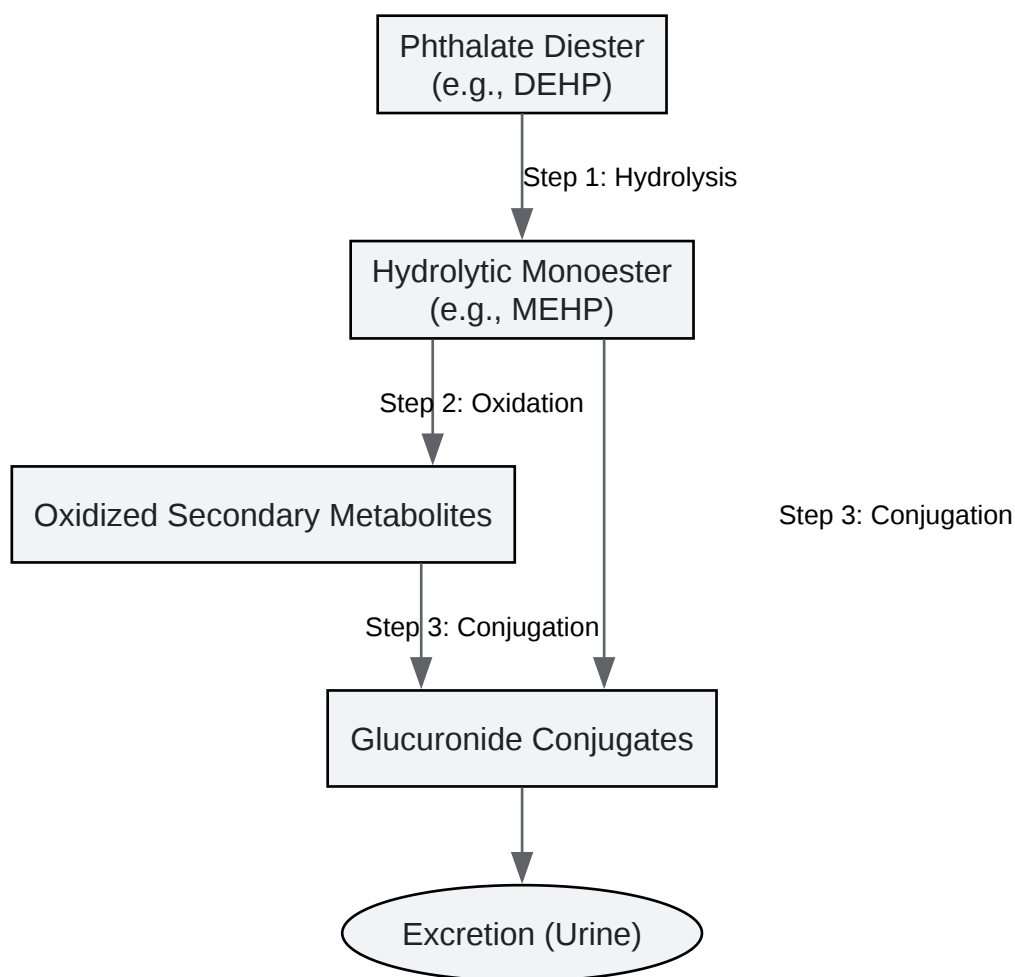 Phthalate Diester
(e.g., DEHP)
Step 1: Hydrolysis
Hydrolytic Monoester
(e.g., MEHP)
Step 2: Oxidation
Oxidized Secondary Metabolites
Step 3: Conjugation
Step 3: Conjugation
Glucuronide Conjugates
Excretion (Urine)